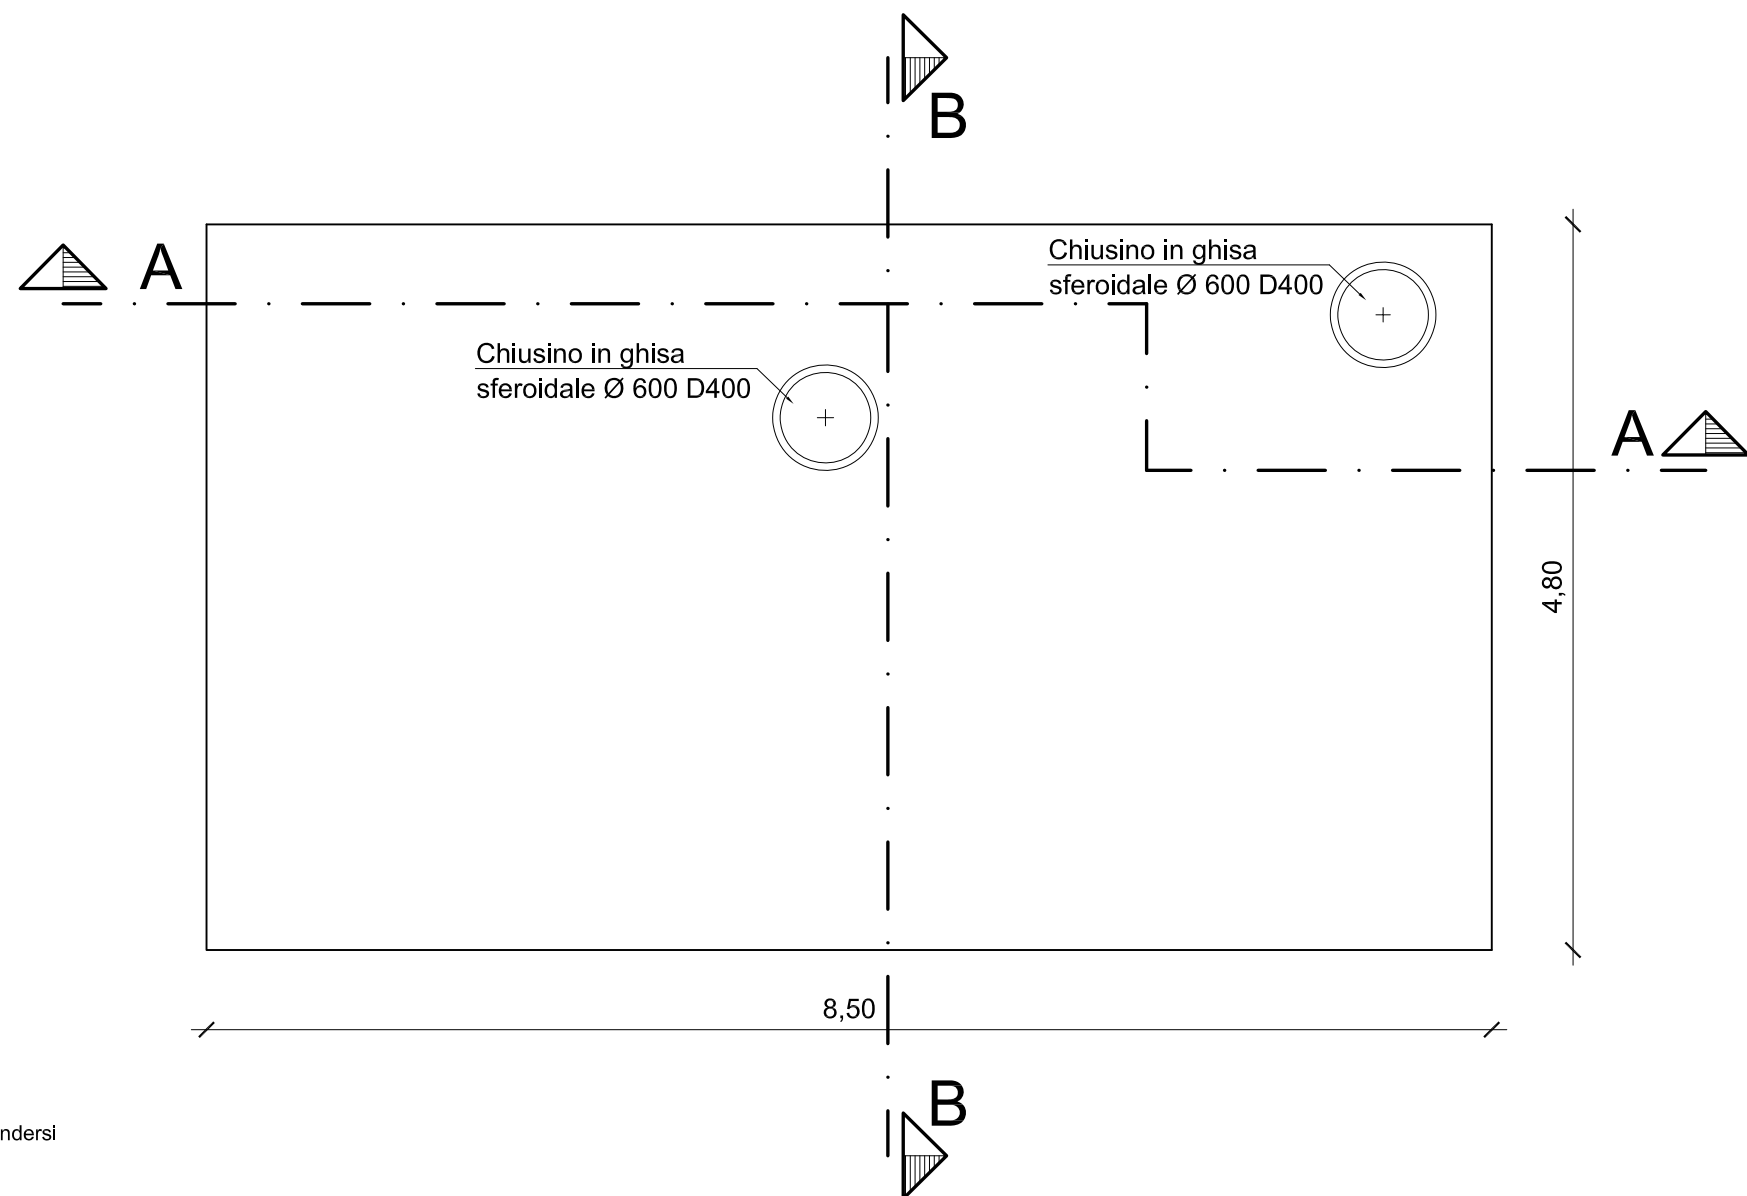 B
A
Chiusino in ghisa
sferoidale Ø 600 D400
Chiusino in ghisa
sferoidale Ø 600 D400
A
4,80
8,50
B
ndersi